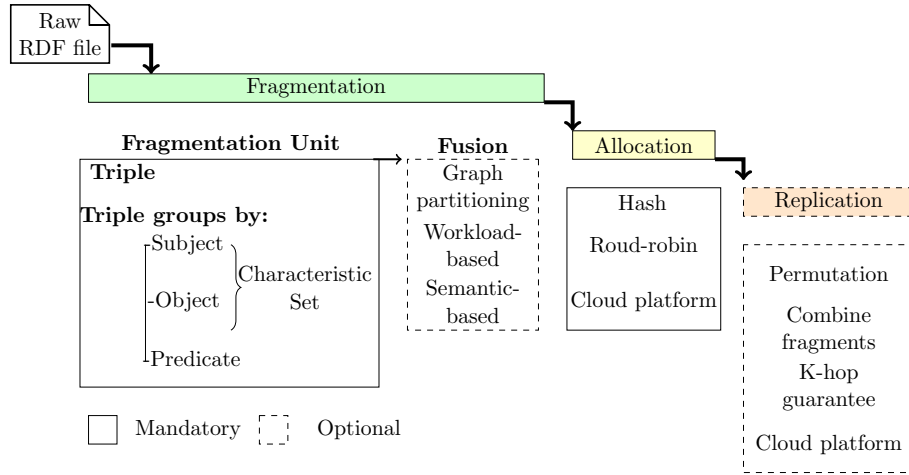 Raw
RDF file
Fragmentation
Fragmentation Unit
Fusion
Allocation
Triple
Graph
partitioning
Replication
Triple groups by:
Hash
-Subject
Workload-
based
Roud-robin
Characteristic
Set
Permutation
-Object
Semantic-
based
Cloud platform
Combine
fragments
-Predicate
K-hop
guarantee
Mandatory
Optional
Cloud platform